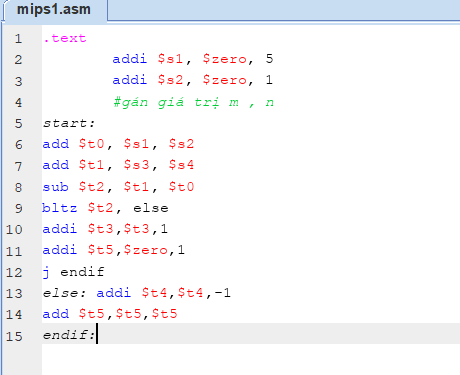 mips1.asm
1 .text
2 addi $s1, $zero, 5
3 addi $s2, $zero, 1
4 #gán giá trị m , n
5 start:
6 add $t0, $s1, $s2
7 add $t1, $s3, $s4
8 sub $t2, $t1, $t0
9 bltz $t2, else
10 addi $t3,$t3,1
11 addi $t5,$zero,1
12 j endif
13 else: addi $t4,$t4,-1
14 add $t5,$t5,$t5
15 endif: